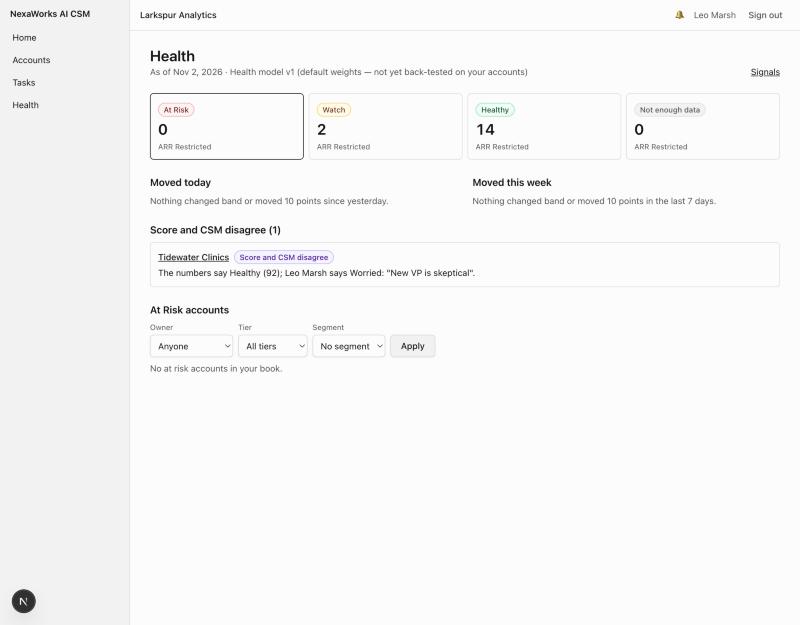 NexaWorks AI CSM
Home
Accounts
Tasks
Health
Larkspur Analytics
Leo Marsh
Sign out
Health
As of Nov 2, 2026 · Health model v1 (default weights — not yet back-tested on your accounts)
Signals
At Risk
0
ARR Restricted
Watch
2
ARR Restricted
Healthy
14
ARR Restricted
Not enough data
0
ARR Restricted
Moved today
Nothing changed band or moved 10 points since yesterday.
Moved this week
Nothing changed band or moved 10 points in the last 7 days.
Score and CSM disagree (1)
Tidewater Clinics Score and CSM disagree
The numbers say Healthy (92); Leo Marsh says Worried: "New VP is skeptical".
At Risk accounts
Owner
Tier
Segment
Anyone
All tiers
No segment
Apply
No at risk accounts in your book.
N